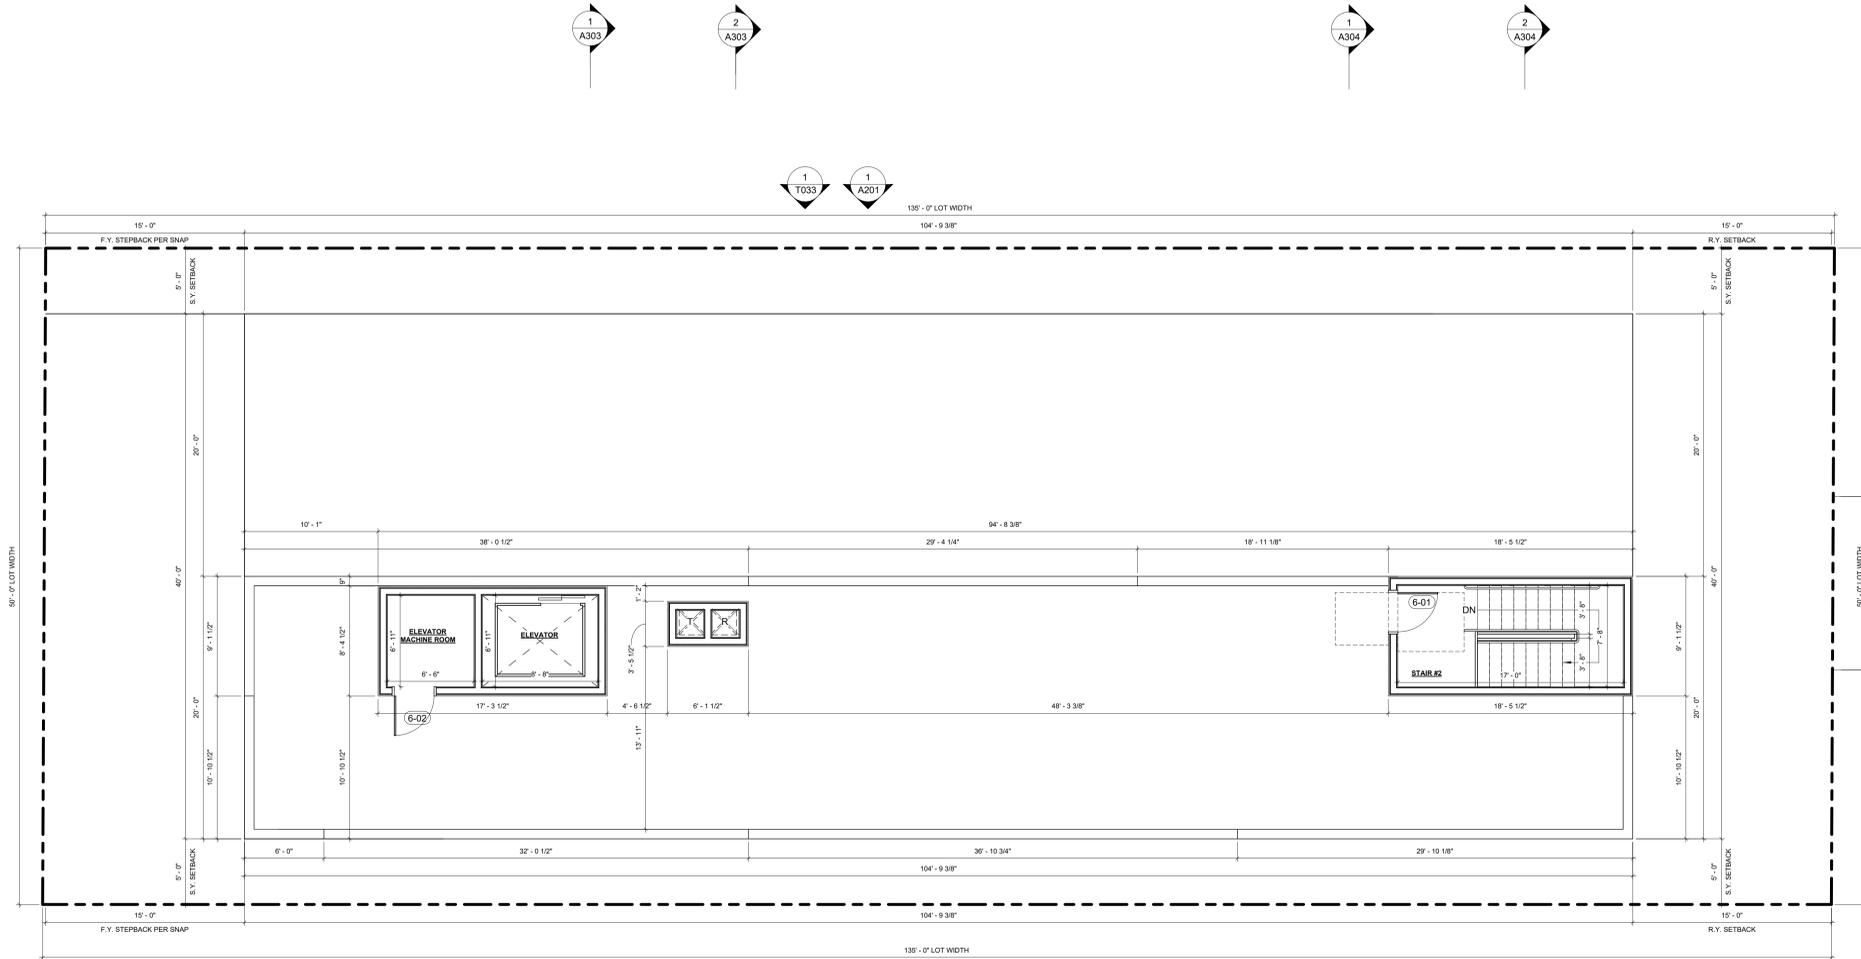 1
A303
2
A303
1
A304
2
A304
1
T033
1
A201
135' - 0" LOT WIDTH
15' - 0"
104' - 9 3/8"
15' - 0"
F.Y. STEPBACK PER SNAP
R.Y. SETBACK
5' - 0"
S.Y. SETBACK
5' - 0"
S.Y. SETBACK
20' - 0"
20' - 0"
10' - 1"
94' - 8 3/8"
38' - 0 1/2"
29' - 4 1/4"
18' - 11 1/8"
18' - 5 1/2"
50' - 0" LOT WIDTH
40' - 0"
9"
1' - 2"
40' - 0"
50' - 0" LOT WIDTH
9' - 1 1/2"
8' - 4 1/2"
6' - 11"
ELEVATOR
MACHINE ROOM
6' - 11"
ELEVATOR
T
R
6-01
DN
3' - 8"
7' - 8"
9' - 1 1/2"
3' - 5 1/2"
3' - 8"
6' - 6"
8' - 8"
STAIR #2
17' - 0"
17' - 3 1/2"
4' - 6 1/2"
6' - 1 1/2"
48' - 3 3/8"
18' - 5 1/2"
6-02
20' - 0"
20' - 0"
13' - 11"
10' - 10 1/2"
10' - 10 1/2"
10' - 10 1/2"
6' - 0"
32' - 0 1/2"
36' - 10 3/4"
29' - 10 1/8"
5' - 0"
S.Y. SETBACK
104' - 9 3/8"
5' - 0"
S.Y. SETBACK
15' - 0"
104' - 9 3/8"
15' - 0"
F.Y. STEPBACK PER SNAP
R.Y. SETBACK
135' - 0" LOT WIDTH